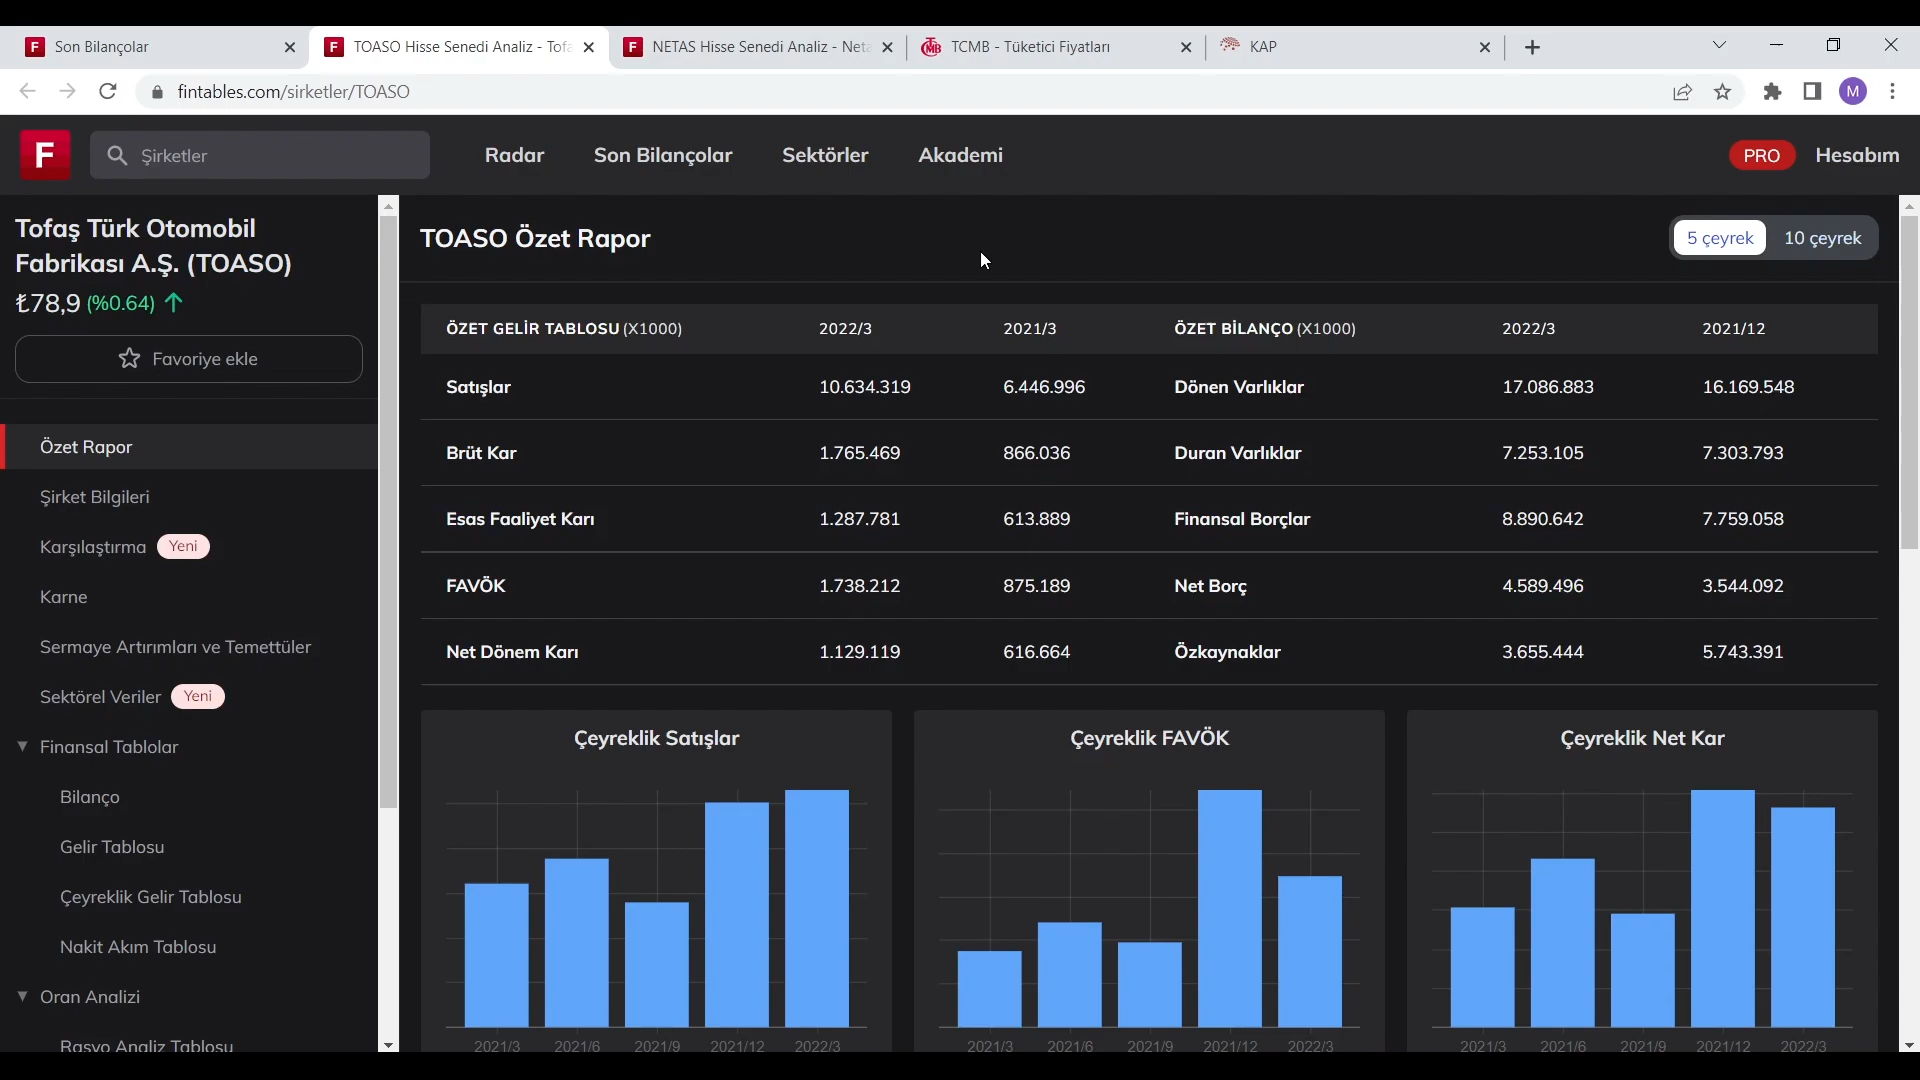 Son Bilançolar
TOASO Hisse Senedi Analiz - Tofa
NETAS Hisse Senedi Analiz - Neta
TCMB - Tüketici Fiyatları
KAP
fintables.com/sirketler/TOASO
M
F
Şirketler
Radar
Son Bilançolar
Sektörler
Akademi
PRO
Hesabım
Tofaş Türk Otomobil
Fabrikası A.Ş. (TOASO)
₺78,9 (%0.64)
Favoriye ekle
Özet Rapor
Şirket Bilgileri
Karşılaştırma Yeni
Karne
Sermaye Artırımları ve Temettüler
Sektörel Veriler Yeni
Finansal Tablolar
Bilanço
Gelir Tablosu
Çeyreklik Gelir Tablosu
Nakit Akım Tablosu
Oran Analizi
Rasyo Analiz Tablosu
TOASO Özet Rapor
5 çeyrek 10 çeyrek
ÖZET GELİR TABLOSU (X1000) 2022/3 2021/3 ÖZET BİLANÇO (X1000) 2022/3 2021/12
Satışlar 10.634.319 6.446.996 Dönen Varlıklar 17.086.883 16.169.548
Brüt Kar 1.765.469 866.036 Duran Varlıklar 7.253.105 7.303.793
Esas Faaliyet Karı 1.287.781 613.889 Finansal Borçlar 8.890.642 7.759.058
FAVÖK 1.738.212 875.189 Net Borç 4.589.496 3.544.092
Net Dönem Karı 1.129.119 616.664 Özkaynaklar 3.655.444 5.743.391
Çeyreklik Satışlar
2021/3 2021/6 2021/9 2021/12 2022/3
Çeyreklik FAVÖK
2021/3 2021/6 2021/9 2021/12 2022/3
Çeyreklik Net Kar
2021/3 2021/6 2021/9 2021/12 2022/3